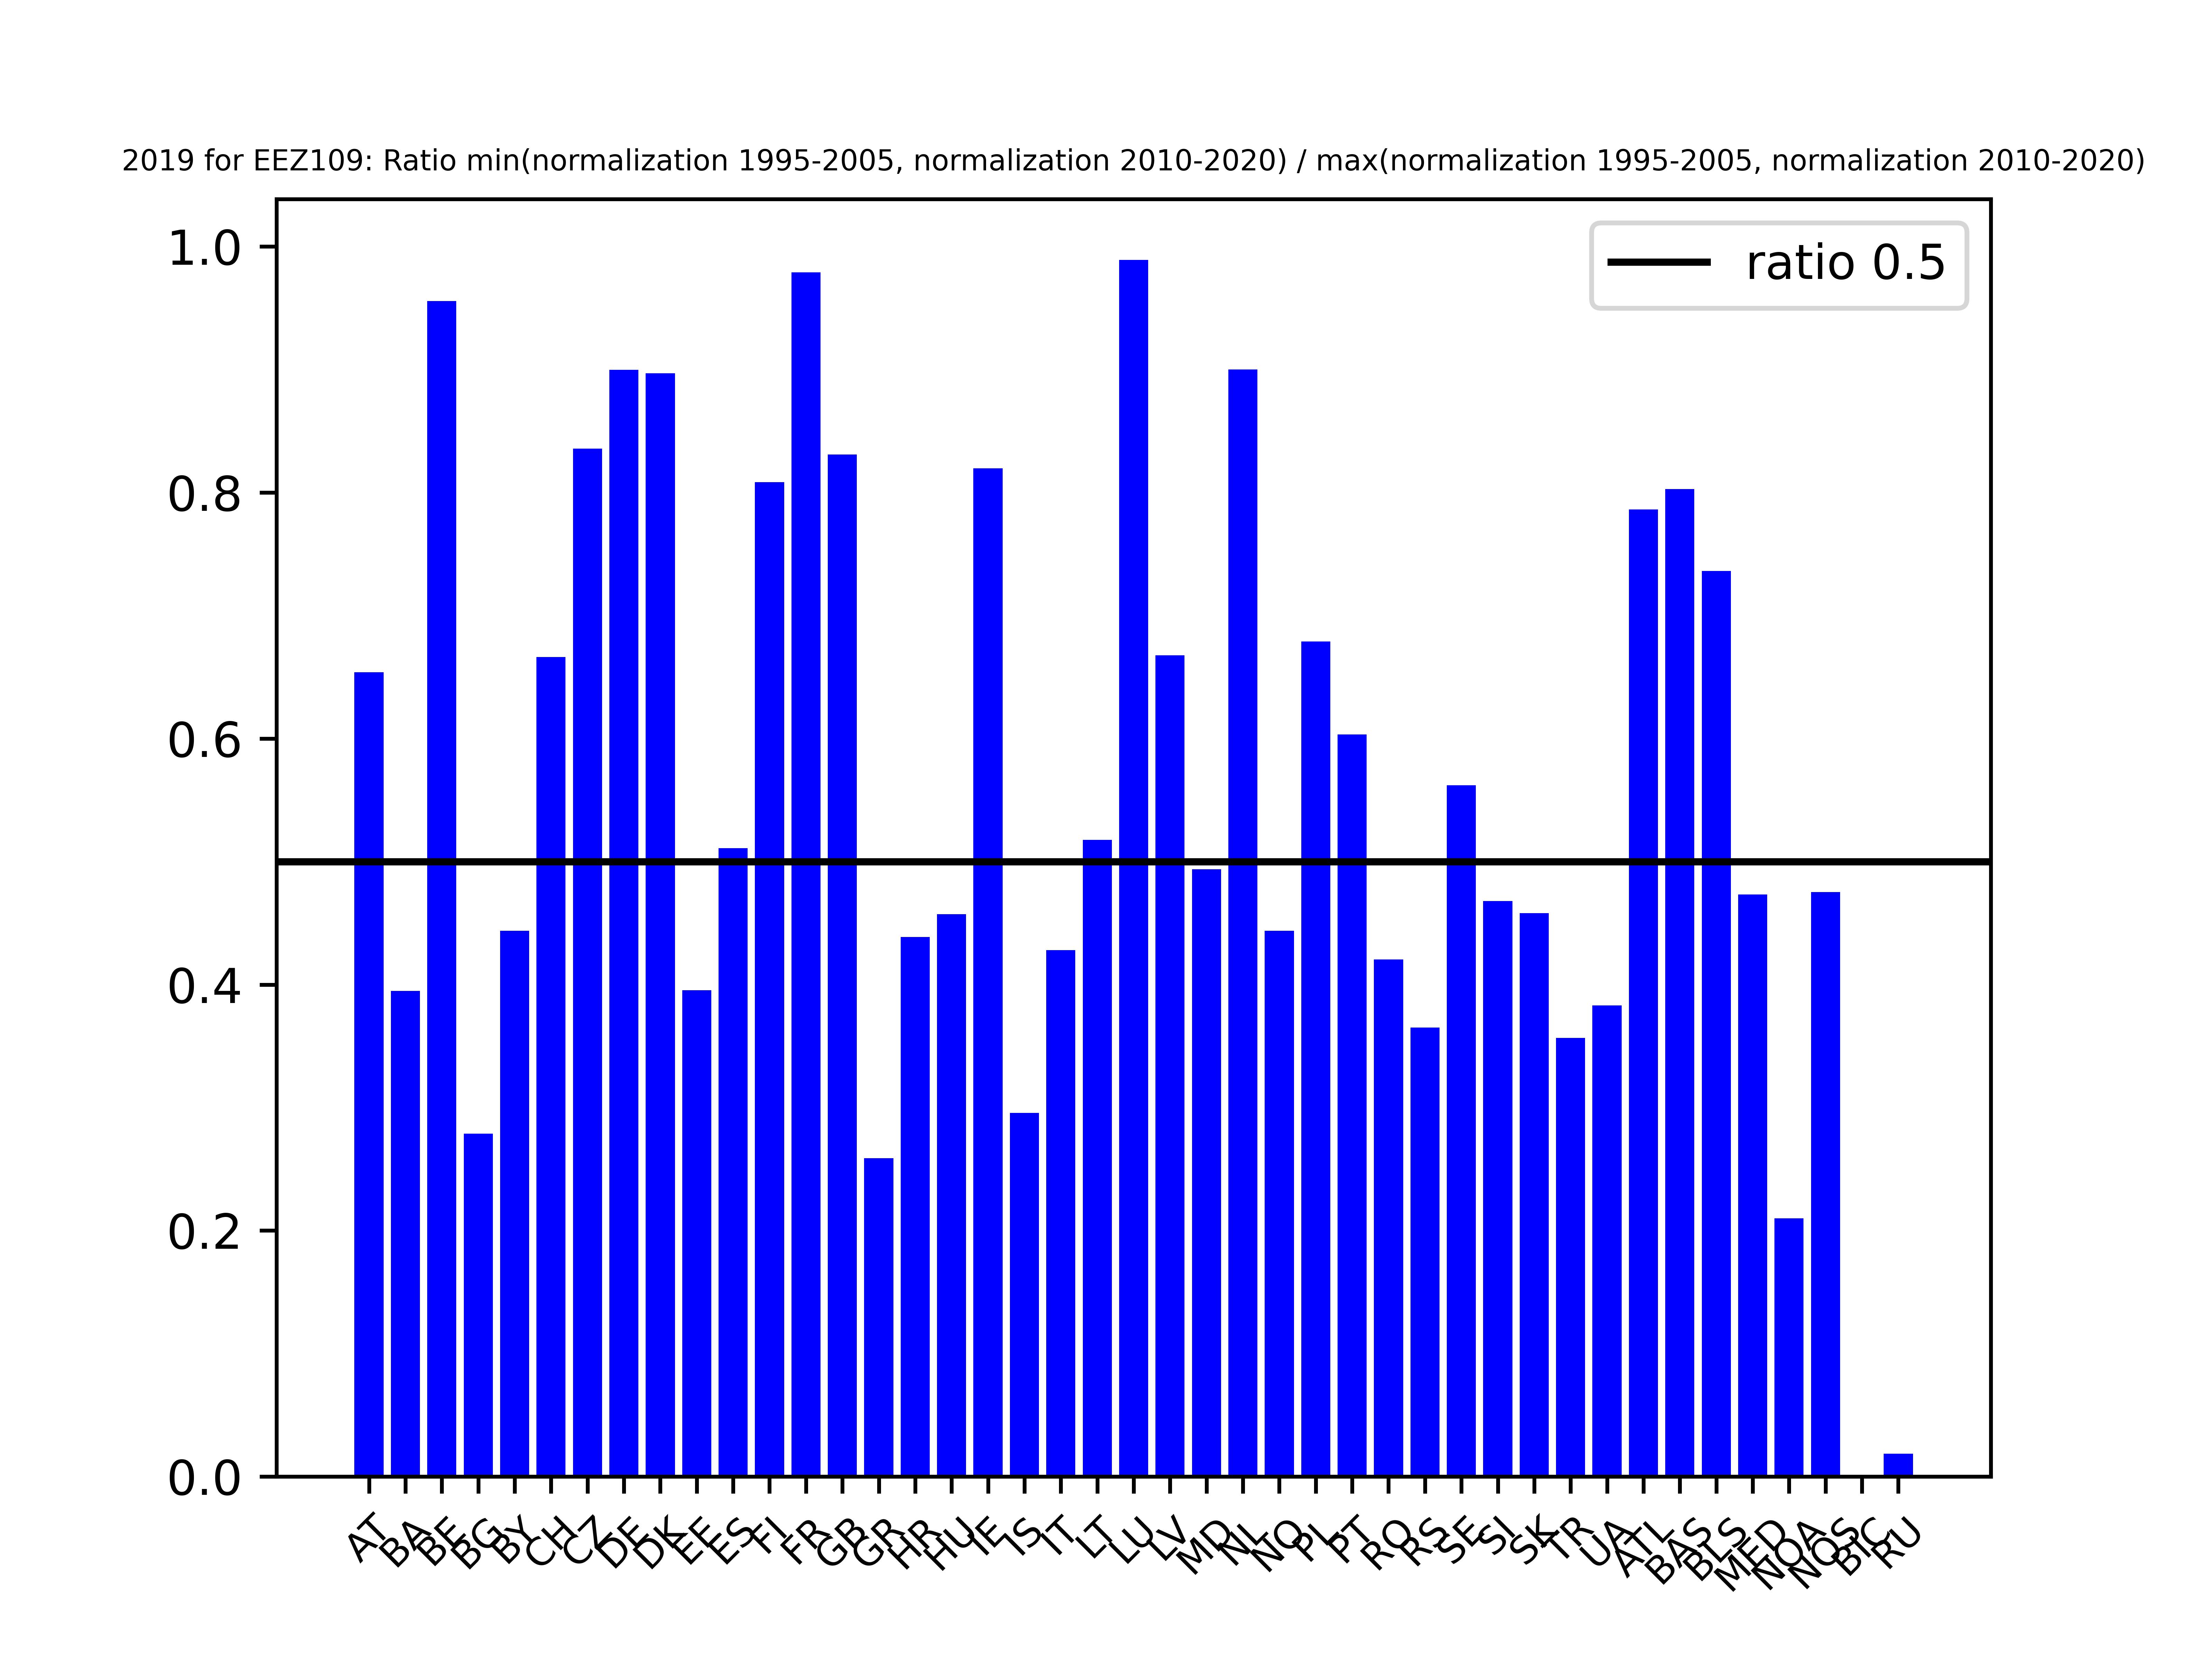 2019 for EEZ109: Ratio min(normalization 1995-2005, normalization 2010-2020) / max(normalization 1995-2005, normalization 2010-2020)
ratio 0.5
1.0
0.8
0.6
0.4
0.2
0.0
AT BA BE BG BY CH CZ DE DK EE ES FI FR GB GR HR HU IE IS IT LT LU LV MD NL NO PL PT RO RS SE SI SK TR UA ATL BAS BLS MED NOA NOS BIC RU